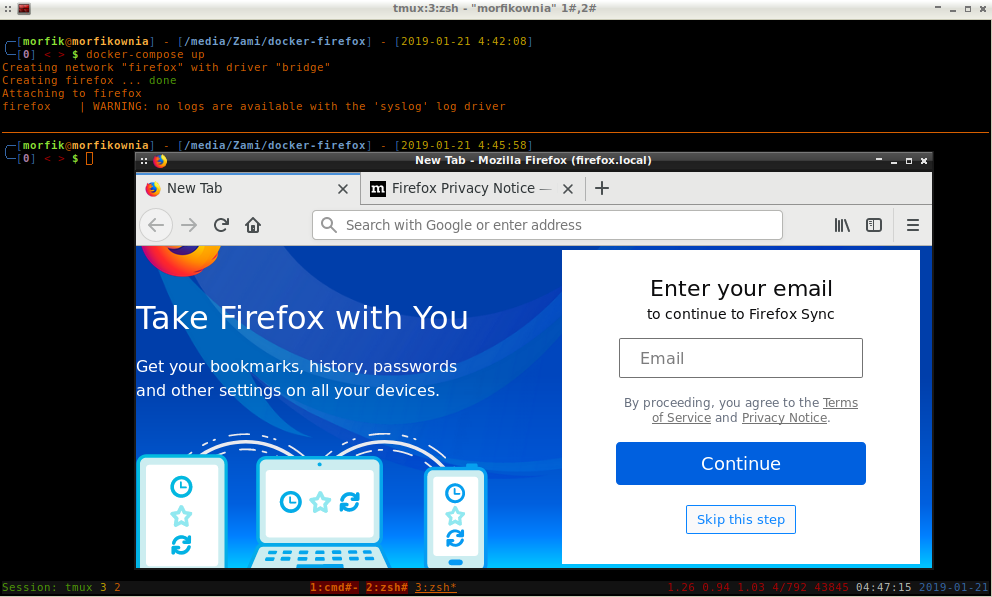 tmux:3:zsh - "morfikownia" 1#,2#
[morfik@morfikownia] - [/media/Zami/docker-firefox] - [2019-01-21 4:42:08]
[0] < > $ docker-compose up
Creating network "firefox" with driver "bridge"
Creating firefox ... done
Attaching to firefox
firefox    | WARNING: no logs are available with the 'syslog' log driver
[morfik@morfikownia] - [/media/Zami/docker-firefox] - [2019-01-21 4:45:58]
[0] < > $
New Tab - Mozilla Firefox (firefox.local)
New Tab
m
Firefox Privacy Notice —
Search with Google or enter address
Take Firefox with You
Get your bookmarks, history, passwords
and other settings on all your devices.
Enter your email
to continue to Firefox Sync
Email
By proceeding, you agree to the Terms
of Service and Privacy Notice.
Continue
Skip this step
Session: tmux 3 2 1:cmd#- 2:zsh# 3:zsh* 1.26 0.94 1.03 4/792 43845 04:47:15 2019-01-21